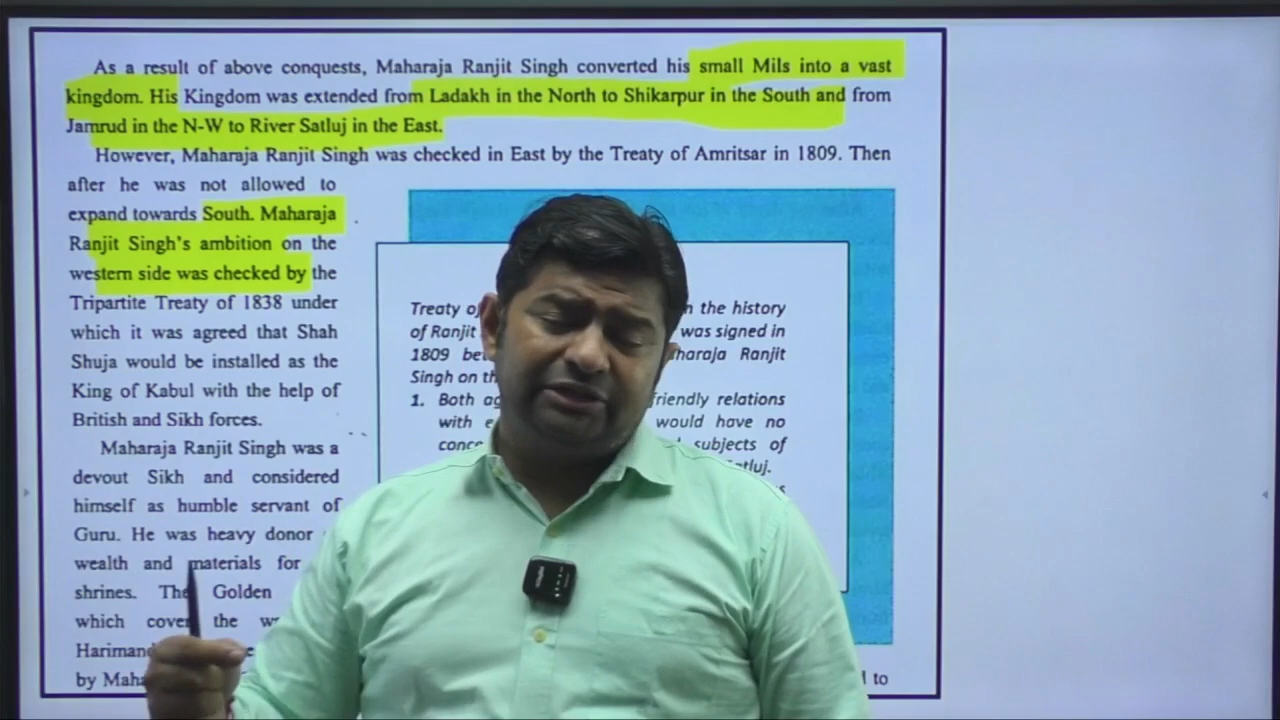 As a result of above conquests, Maharaja Ranjit Singh converted his small Mils into a vast
kingdom. His Kingdom was extended from Ladakh in the North to Shikarpur in the South and from
Jamrud in the N-W to River Satluj in the East.
However, Maharaja Ranjit Singh was checked in East by the Treaty of Amritsar in 1809. Then
after he was not allowed to
expand towards South. Maharaja
Ranjit Singh's ambition on the
western side was checked by the
Tripartite Treaty of 1838 under
which it was agreed that Shah
Shuja would be installed as the
King of Kabul with the help of
British and Sikh forces.
Maharaja Ranjit Singh was a
devout Sikh and considered
himself as humble servant of
Guru. He was heavy donor
wealth and materials for
shrines. The Golden
which cover the
by
to
Treaty the history
of Ranjit was signed in
1809 Ranjit
Singh on
1. Both friendly relations
with would have no
subjects of